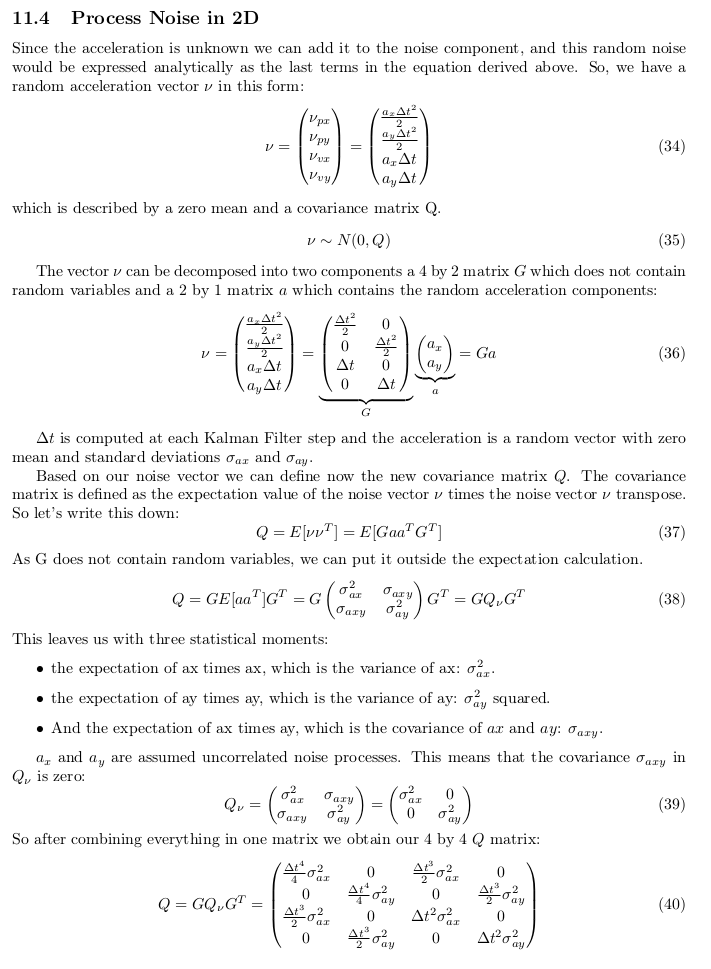 11.4 Process Noise in 2D
Since the acceleration is unknown we can add it to the noise component, and this random noise
would be expressed analytically as the last terms in the equation derived above. So, we have a
random acceleration vector ν in this form:
$$\nu = \begin{pmatrix} \nu_{px} \\ \nu_{py} \\ \nu_{vx} \\ \nu_{vy} \end{pmatrix} = \begin{pmatrix} \frac{a_x \Delta t^2}{2} \\ \frac{a_y \Delta t^2}{2} \\ a_x \Delta t \\ a_y \Delta t \end{pmatrix}$$ (34)
which is described by a zero mean and a covariance matrix Q.
$$\nu \sim N(0, Q)$$ (35)
The vector ν can be decomposed into two components a 4 by 2 matrix G which does not contain
random variables and a 2 by 1 matrix a which contains the random acceleration components:
$$\nu = \begin{pmatrix} \frac{a_x \Delta t^2}{2} \\ \frac{a_y \Delta t^2}{2} \\ a_x \Delta t \\ a_y \Delta t \end{pmatrix} = \underbrace{\begin{pmatrix} \frac{\Delta t^2}{2} & 0 \\ 0 & \frac{\Delta t^2}{2} \\ \Delta t & 0 \\ 0 & \Delta t \end{pmatrix}}_{G} \underbrace{\begin{pmatrix} a_x \\ a_y \end{pmatrix}}_{a} = Ga$$ (36)
Δt is computed at each Kalman Filter step and the acceleration is a random vector with zero
mean and standard deviations $\sigma_{ax}$ and $\sigma_{ay}$.
Based on our noise vector we can define now the new covariance matrix Q. The covariance
matrix is defined as the expectation value of the noise vector ν times the noise vector ν transpose.
So let's write this down:
$$Q = E[\nu\nu^T] = E[Gaa^TG^T]$$ (37)
As G does not contain random variables, we can put it outside the expectation calculation.
$$Q = GE[aa^T]G^T = G \begin{pmatrix} \sigma_{ax}^2 & \sigma_{axy} \\ \sigma_{axy} & \sigma_{ay}^2 \end{pmatrix} G^T = GQ_\nu G^T$$ (38)
This leaves us with three statistical moments:
• the expectation of ax times ax, which is the variance of ax: $\sigma_{ax}^2$.
• the expectation of ay times ay, which is the variance of ay: $\sigma_{ay}^2$ squared.
• And the expectation of ax times ay, which is the covariance of ax and ay: $\sigma_{axy}$.
$a_x$ and $a_y$ are assumed uncorrelated noise processes. This means that the covariance $\sigma_{axy}$ in
$Q_\nu$ is zero:
$$Q_\nu = \begin{pmatrix} \sigma_{ax}^2 & \sigma_{axy} \\ \sigma_{axy} & \sigma_{ay}^2 \end{pmatrix} = \begin{pmatrix} \sigma_{ax}^2 & 0 \\ 0 & \sigma_{ay}^2 \end{pmatrix}$$ (39)
So after combining everything in one matrix we obtain our 4 by 4 Q matrix:
$$Q = GQ_\nu G^T = \begin{pmatrix} \frac{\Delta t^4}{4}\sigma_{ax}^2 & 0 & \frac{\Delta t^3}{2}\sigma_{ax}^2 & 0 \\ 0 & \frac{\Delta t^4}{4}\sigma_{ay}^2 & 0 & \frac{\Delta t^3}{2}\sigma_{ay}^2 \\ \frac{\Delta t^3}{2}\sigma_{ax}^2 & 0 & \Delta t^2\sigma_{ax}^2 & 0 \\ 0 & \frac{\Delta t^3}{2}\sigma_{ay}^2 & 0 & \Delta t^2\sigma_{ay}^2 \end{pmatrix}$$ (40)